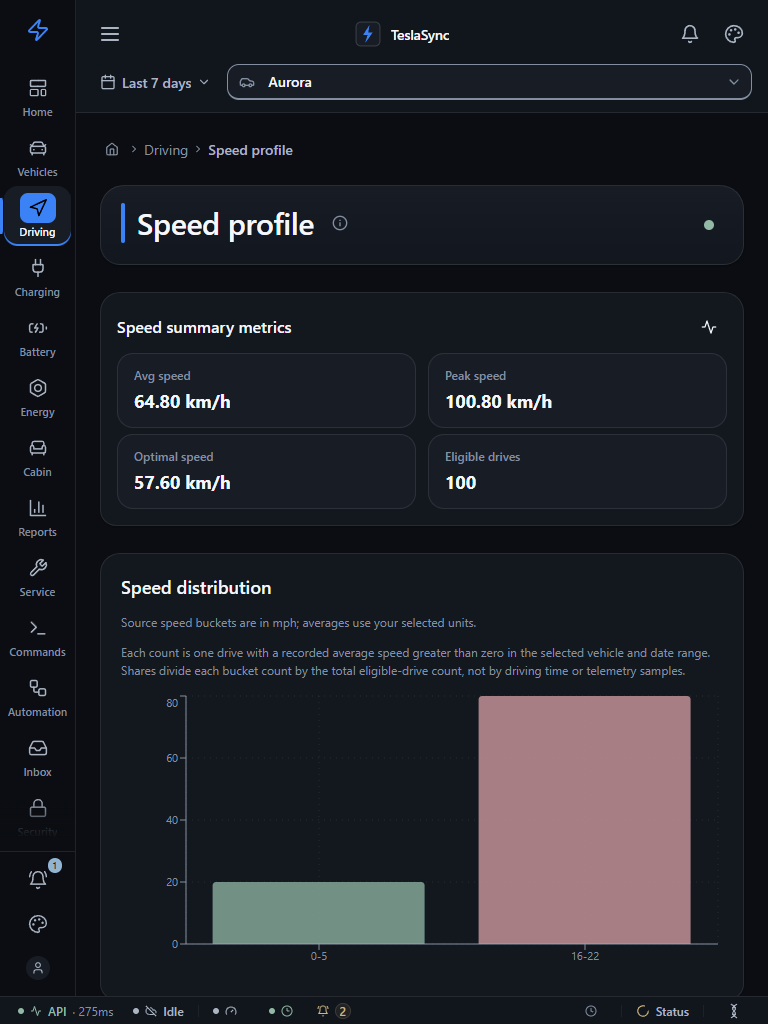 TeslaSync
Last 7 days
Aurora
Home
Vehicles
Driving
Charging
Battery
Energy
Cabin
Reports
Service
Commands
Automation
Inbox
Security
1
Driving
Speed profile
Speed profile
Speed summary metrics
Avg speed
64.80 km/h
Peak speed
100.80 km/h
Optimal speed
57.60 km/h
Eligible drives
100
Speed distribution
Source speed buckets are in mph; averages use your selected units.
Each count is one drive with a recorded average speed greater than zero in the selected vehicle and date range.
Shares divide each bucket count by the total eligible-drive count, not by driving time or telemetry samples.
80
60
40
20
0
0-5
16-22
API · 275ms
Idle
2
Status